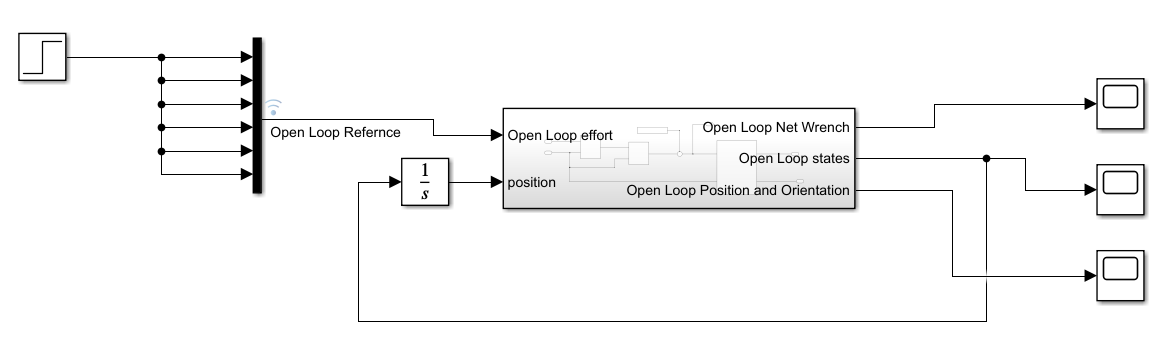 Open Loop Refernce
Open Loop effort
position
Open Loop Net Wrench
Open Loop states
Open Loop Position and Orientation
1
s